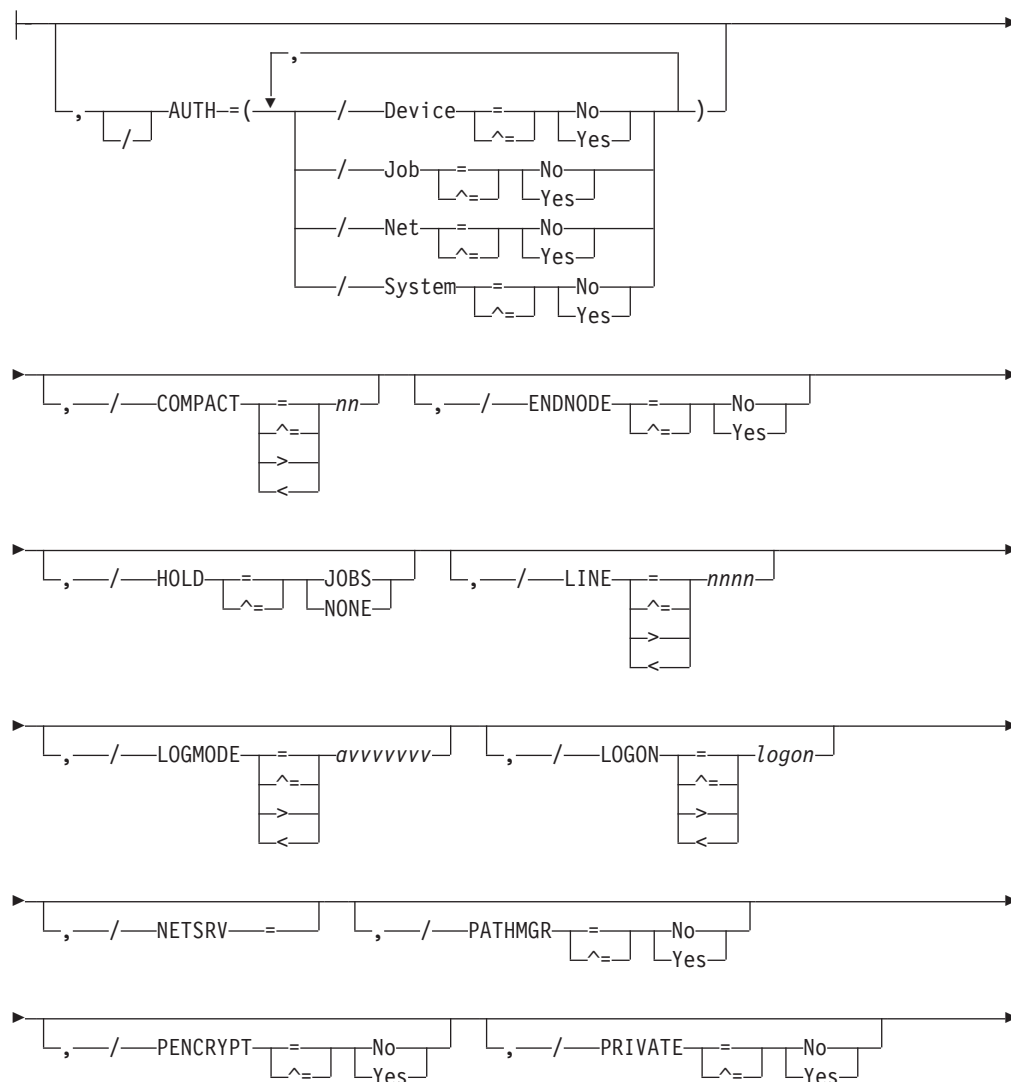 ,
, / AUTH =( / Device = No )
^= Yes
/ Job = No
^= Yes
/ Net = No
^= Yes
/ System = No
^= Yes
, / COMPACT = nn , / ENDNODE = No
^= ^= Yes
>
<
, / HOLD = JOBS , / LINE = nnnn
^= NONE ^=
>
<
, / LOGMODE = avvvvvvv , / LOGON = logon
^= ^=
> >
< <
, / NETSRV = , / PATHMGR = No
^= Yes
, / PENCRYPT = No , / PRIVATE = No
^= Yes ^= Yes